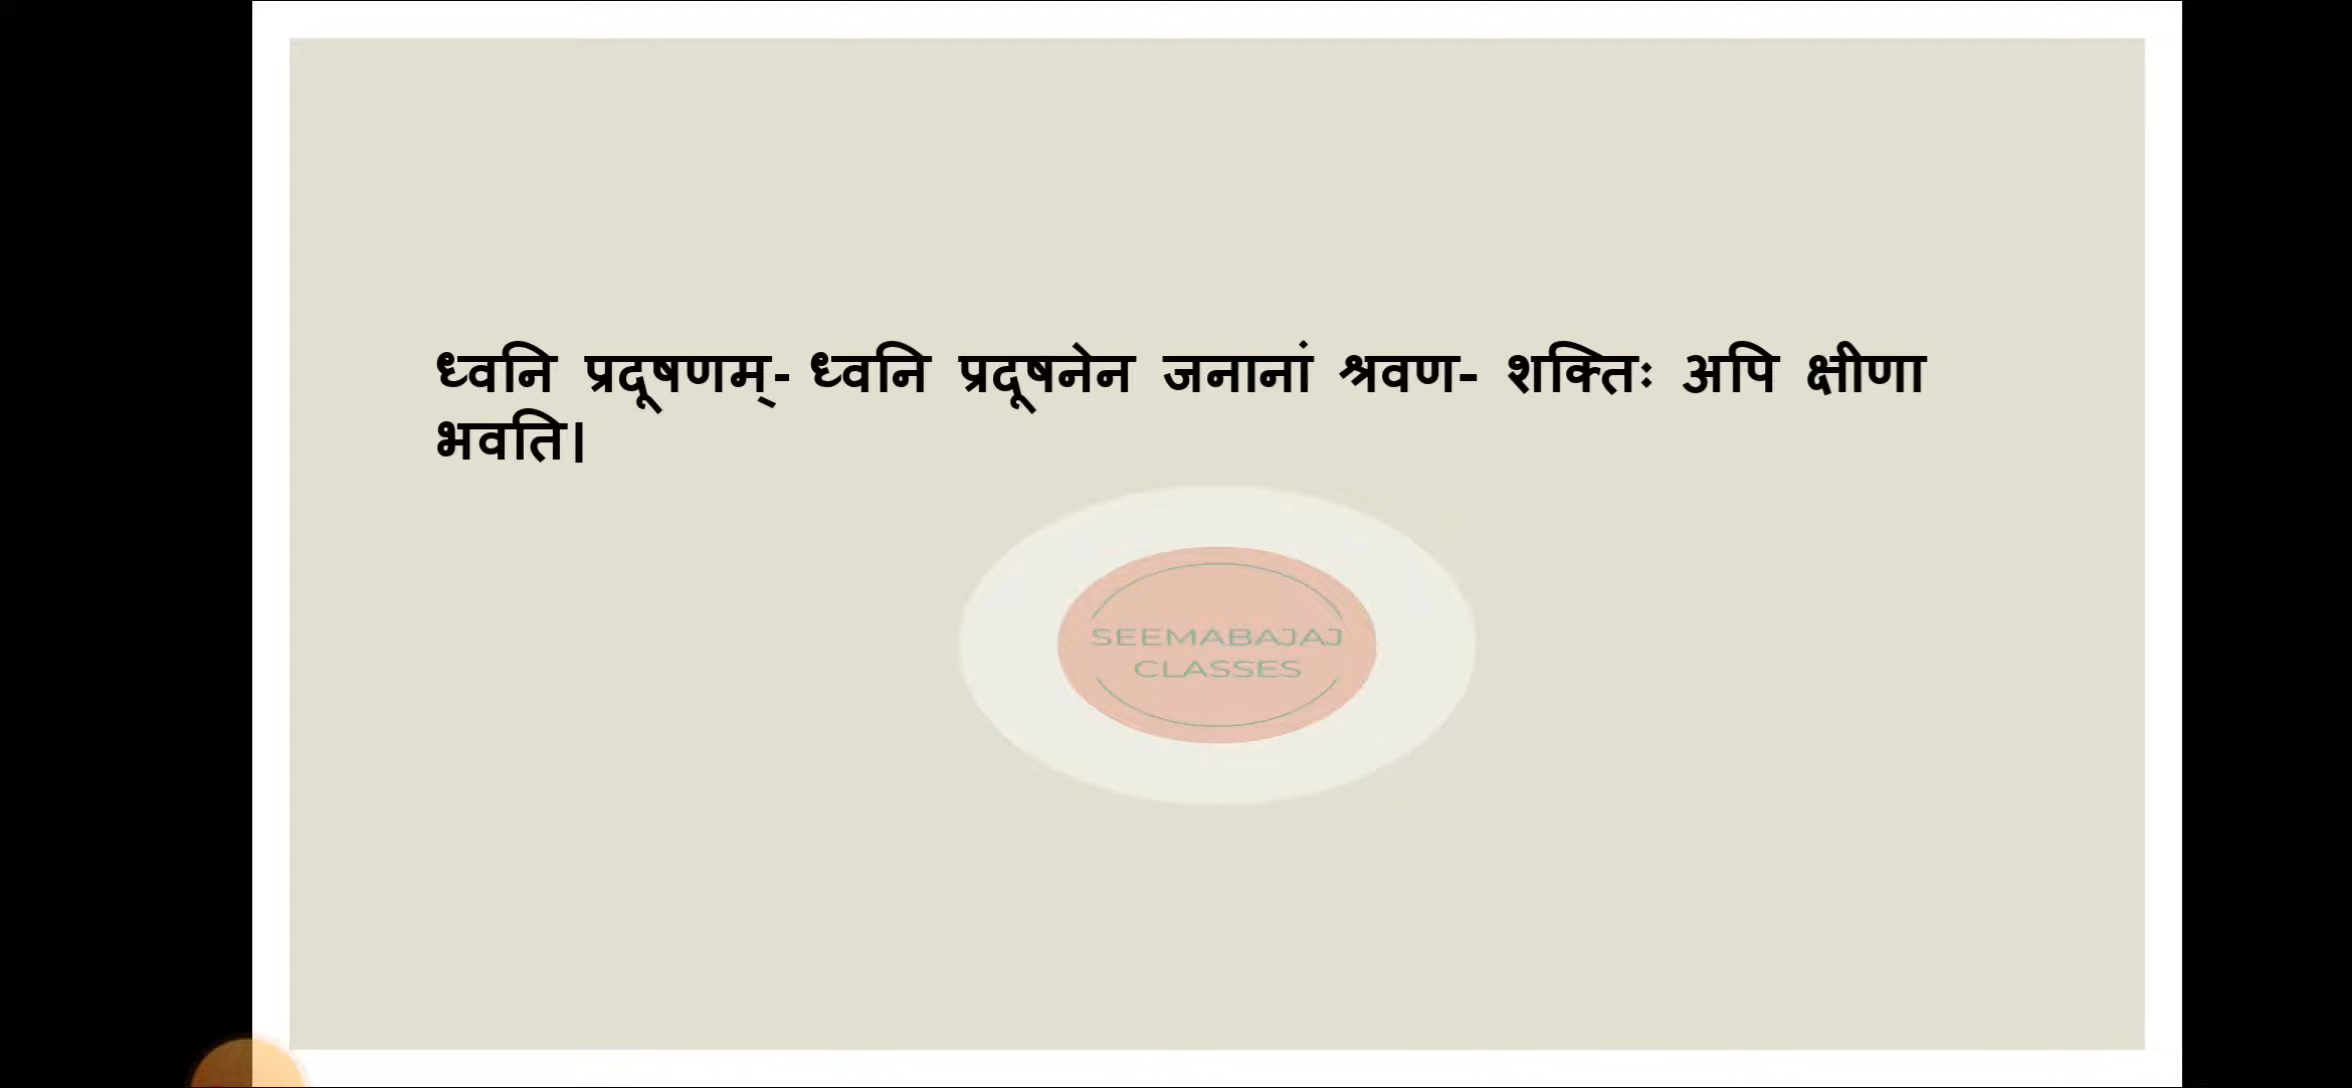 ध्वनि प्रदूषणम्- ध्वनि प्रदूषनेन जनानां श्रवण- शक्तिः अपि क्षीणा
भवति।
SEEMABAJAJ
CLASSES